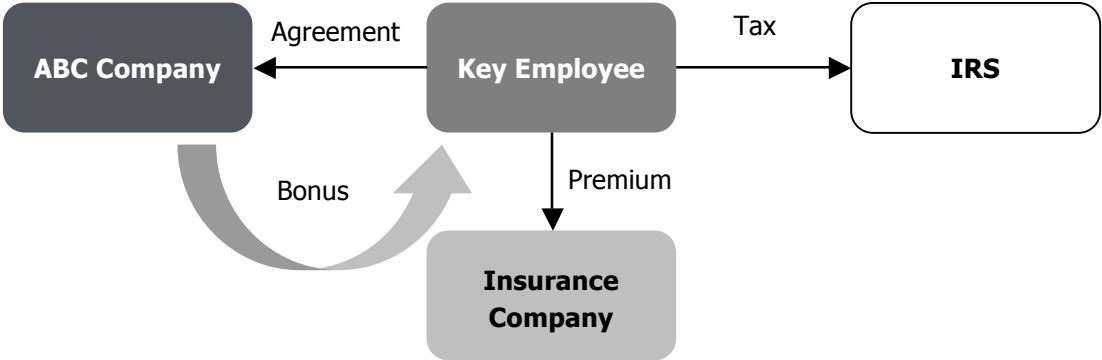 Agreement
Tax
ABC Company
Key Employee
IRS
Bonus
Premium
Insurance
Company